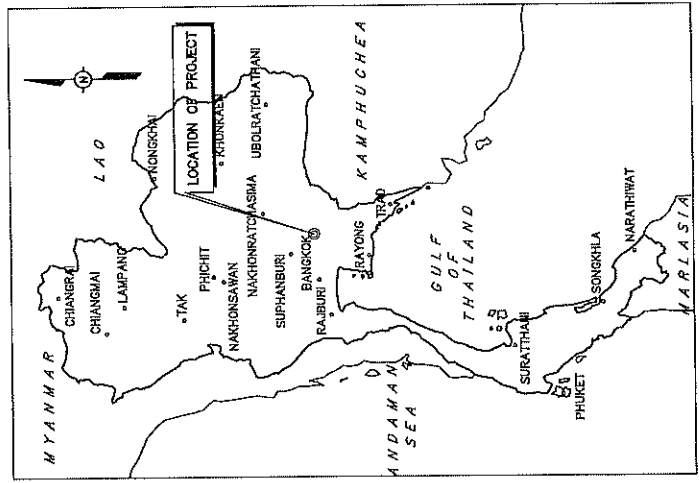 MYANMAR
LAO
CHIANGRAI
CHIANGMAI
LAMPANG
NONGKHAI
LOCATION OF PROJECT
TAK
PHICHIT
KHONKAEN
NAKHONSAWAN
UBOLRATCHATHANI
NAKHONRATCHASIMA
SUPHANBURI
BANGKOK
RAJBURI
KAMPHUCHEA
RAYONG
TRAD
GULF
OF
THAILAND
ANDAMAN
SEA
SURATTHANI
PHUKET
SONGKHLA
NARATHIWAT
MARLASIA
N